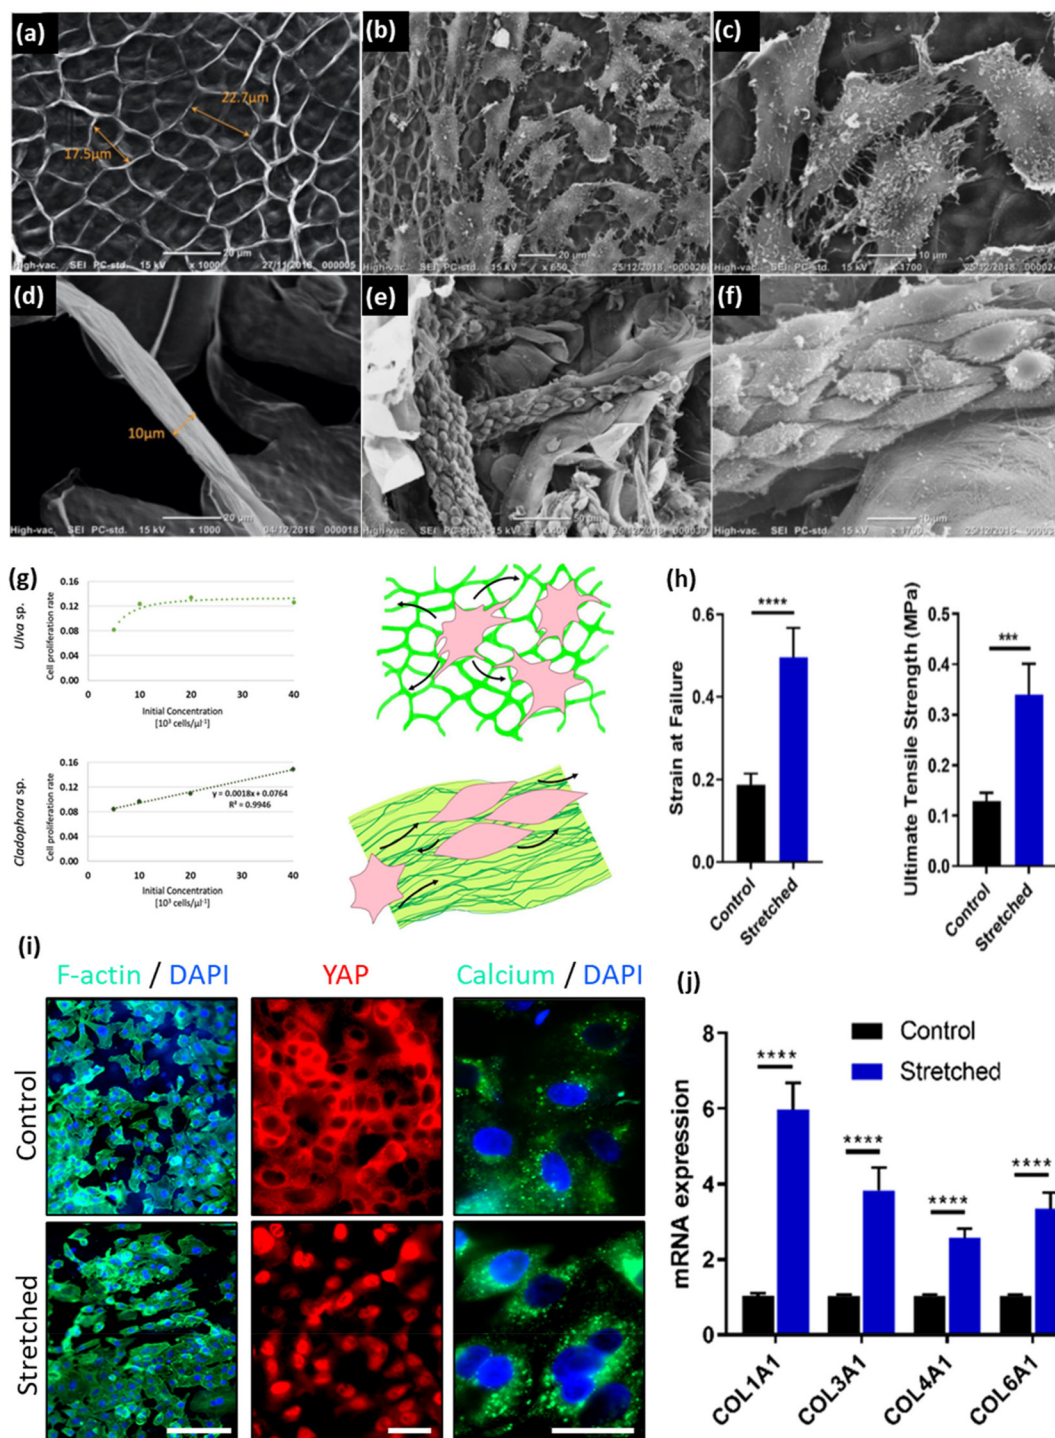 (a)
22.7µm
17.5µm
20 µm
High-vac. SEI PC-std. 15 kV x 1000 27/11/2018 000005
(b)
20 µm
High-vac. SEI PC-std. 15 kV x 650 25/12/2018 000026
(c)
10 µm
High-vac. SEI PC-std. 15 kV x 1700 25/12/2018
(d)
10µm
20 µm
High-vac. SEI PC-std. 15 kV x 1000 04/12/2018 000018
(e)
50 µm
High-vac. SEI PC-std. 15 kV 25/12/2018
(f)
10 µm
High-vac. SEI PC-std. 15 kV x 1700 25/12/2018
(g)
Ulva sp.
Cell proliferation rate
0.16
0.12
0.08
0.04
0.00
0 10 20 30 40
Initial Concentration
[10³ cells/µl⁻¹]
Cladophora sp.
Cell proliferation rate
0.16
0.12
0.08
0.04
0.00
y = 0.0018x + 0.0764
R² = 0.9946
0 10 20 30 40
Initial Concentration
[10³ cells/µl⁻¹]
(h)
Strain at Failure
0.6
0.4
0.2
0.0
****
Control
Stretched
Ultimate Tensile Strength (MPa)
0.5
0.4
0.3
0.2
0.1
0.0
***
Control
Stretched
(i)
F-actin / DAPI
YAP
Calcium / DAPI
Control
Stretched
(j)
mRNA expression
8
6
4
2
0
Control
Stretched
****
****
****
****
COL1A1
COL3A1
COL4A1
COL6A1